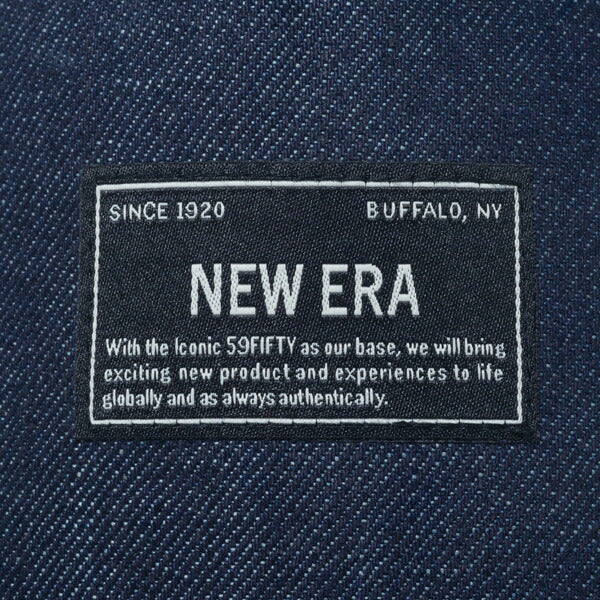 SINCE 1920 BUFFALO, NY
NEW ERA
With the Iconic 59FIFTY as our base, we will bring
exciting new product and experiences to life
globally and as always authentically.